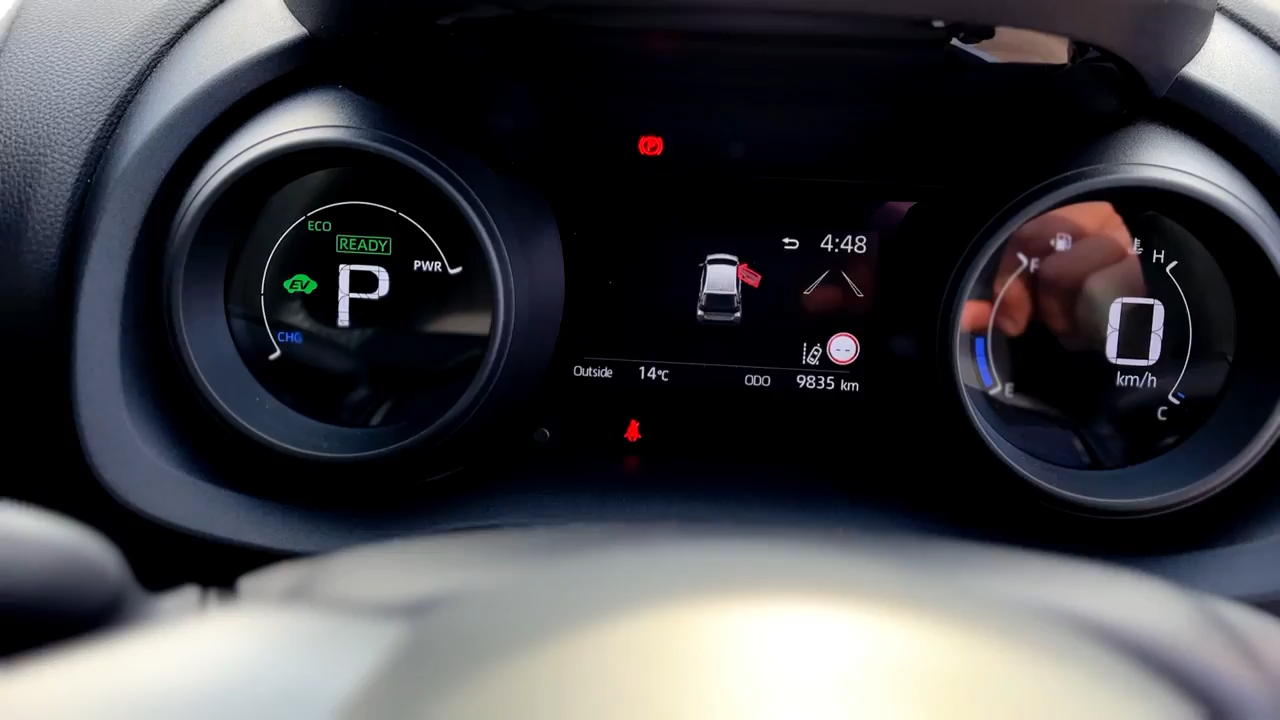 ECO
READY
PWR
EV
P
CHG
P
4:48
--
Outside 14°C
ODO 9835 km
F
E
H
0
km/h
C